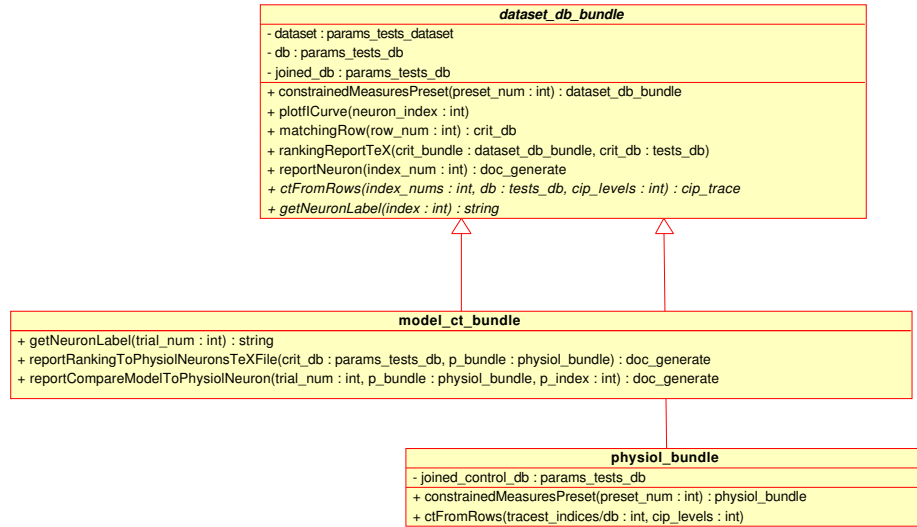 dataset_db_bundle
- dataset : params_tests_dataset
- db : params_tests_db
- joined_db : params_tests_db
+ constrainedMeasuresPreset(preset_num : int) : dataset_db_bundle
+ plotfICurve(neuron_index : int)
+ matchingRow(row_num : int) : crit_db
+ rankingReportTeX(crit_bundle : dataset_db_bundle, crit_db : tests_db)
+ reportNeuron(index_num : int) : doc_generate
+ ctFromRows(index_nums : int, db : tests_db, cip_levels : int) : cip_trace
+ getNeuronLabel(index : int) : string
model_ct_bundle
+ getNeuronLabel(trial_num : int) : string
+ reportRankingToPhysiolNeuronsTeXFile(crit_db : params_tests_db, p_bundle : physiol_bundle) : doc_generate
+ reportCompareModelToPhysiolNeuron(trial_num : int, p_bundle : physiol_bundle, p_index : int) : doc_generate
physiol_bundle
- joined_control_db : params_tests_db
+ constrainedMeasuresPreset(preset_num : int) : physiol_bundle
+ ctFromRows(tracest_indices/db : int, cip_levels : int)